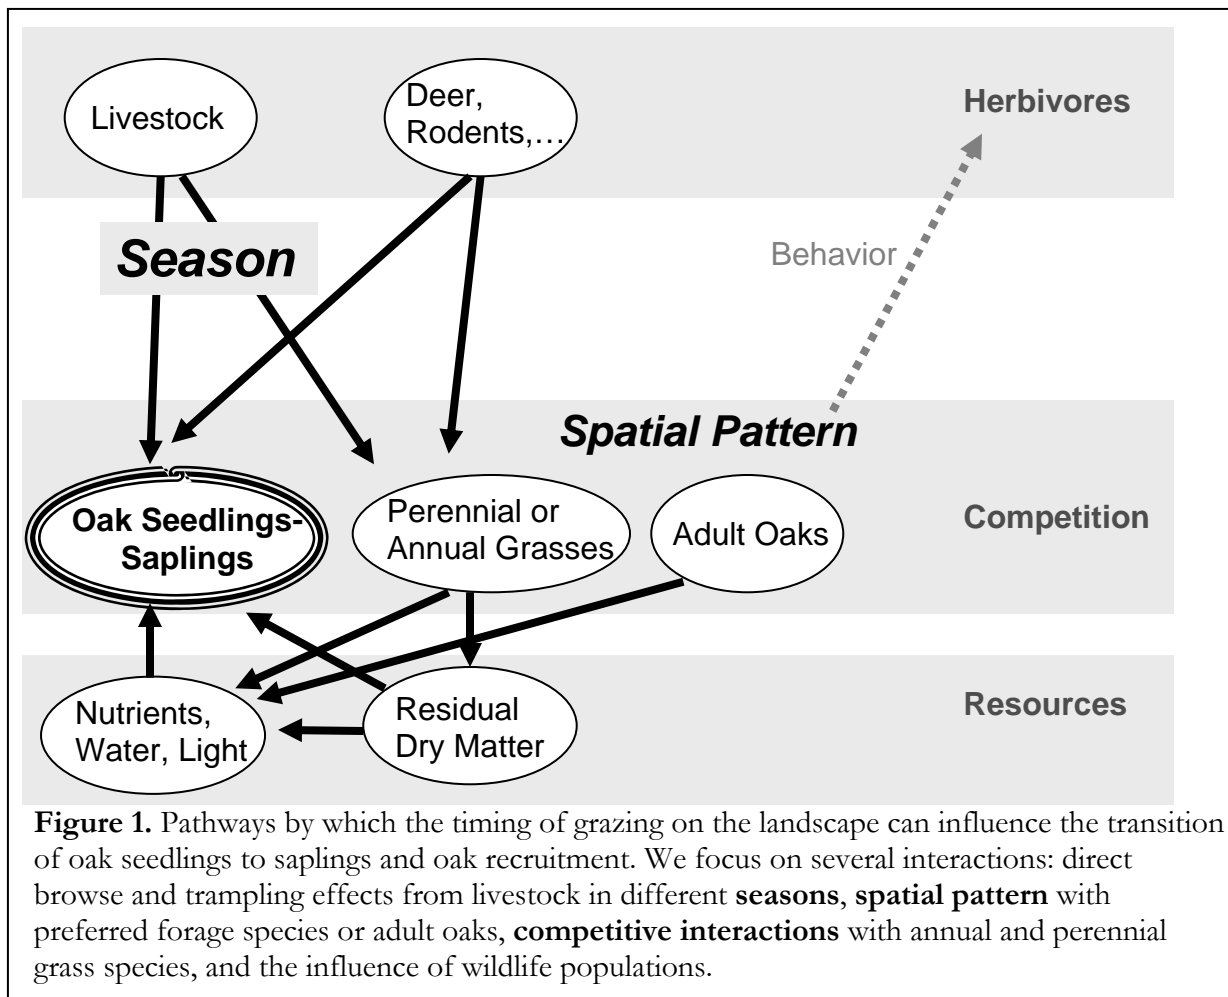 Livestock
Deer,
Rodents,…
Herbivores
Season
Behavior
Spatial Pattern
Oak Seedlings-
Saplings
Perennial or
Annual Grasses
Adult Oaks
Competition
Nutrients,
Water, Light
Residual
Dry Matter
Resources
Figure 1. Pathways by which the timing of grazing on the landscape can influence the transition
of oak seedlings to saplings and oak recruitment. We focus on several interactions: direct
browse and trampling effects from livestock in different seasons, spatial pattern with
preferred forage species or adult oaks, competitive interactions with annual and perennial
grass species, and the influence of wildlife populations.